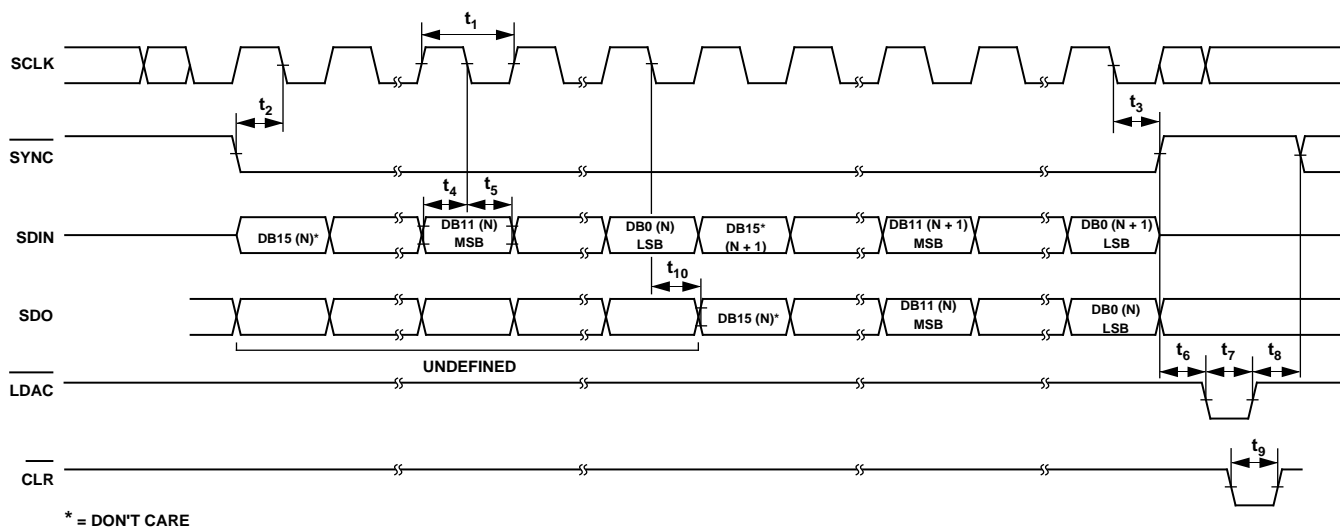 t1
SCLK
t2
t3
SYNC
t4
t5
SDIN
DB15 (N)*
DB11 (N)
MSB
DB0 (N)
LSB
DB15*
(N + 1)
DB11 (N + 1)
MSB
DB0 (N + 1)
LSB
t10
SDO
DB15 (N)*
DB11 (N)
MSB
DB0 (N)
LSB
UNDEFINED
t6
t7
t8
LDAC
t9
CLR
* = DON'T CARE